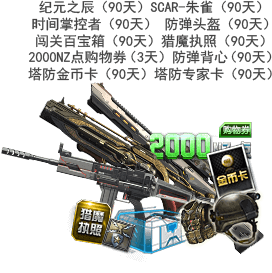 纪元之辰（90天）SCAR-朱雀（90天）
时间掌控者（90天） 防弹头盔（90天）
闯关百宝箱（90天）猎魔执照（90天）
2000NZ点购物券(3天) 防弹背心(90天)
塔防金币卡（90天）塔防专家卡（90天）
购物券
2000
金币卡
猎魔
执照